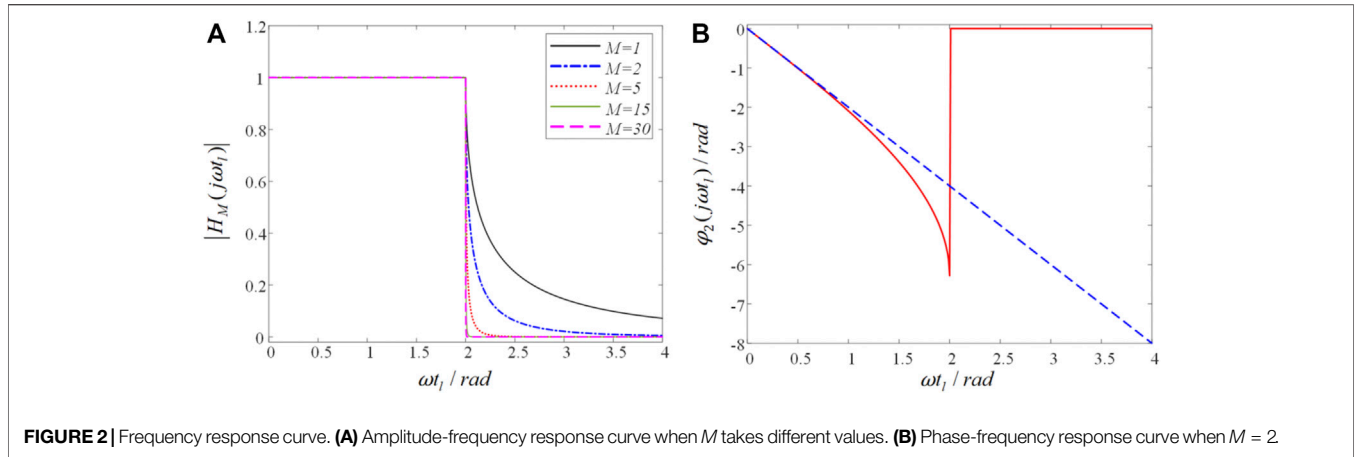 A
1.2
1
0.8
0.6
0.4
0.2
0
|H_M(jωt_l)|
M=1
M=2
M=5
M=15
M=30
0 0.5 1 1.5 2 2.5 3 3.5 4
ωt_l / rad
B
0
-1
-2
-3
-4
-5
-6
-7
-8
φ_2(jωt_l) / rad
0 0.5 1 1.5 2 2.5 3 3.5 4
ωt_l / rad
FIGURE 2 | Frequency response curve. (A) Amplitude-frequency response curve when M takes different values. (B) Phase-frequency response curve when M = 2.